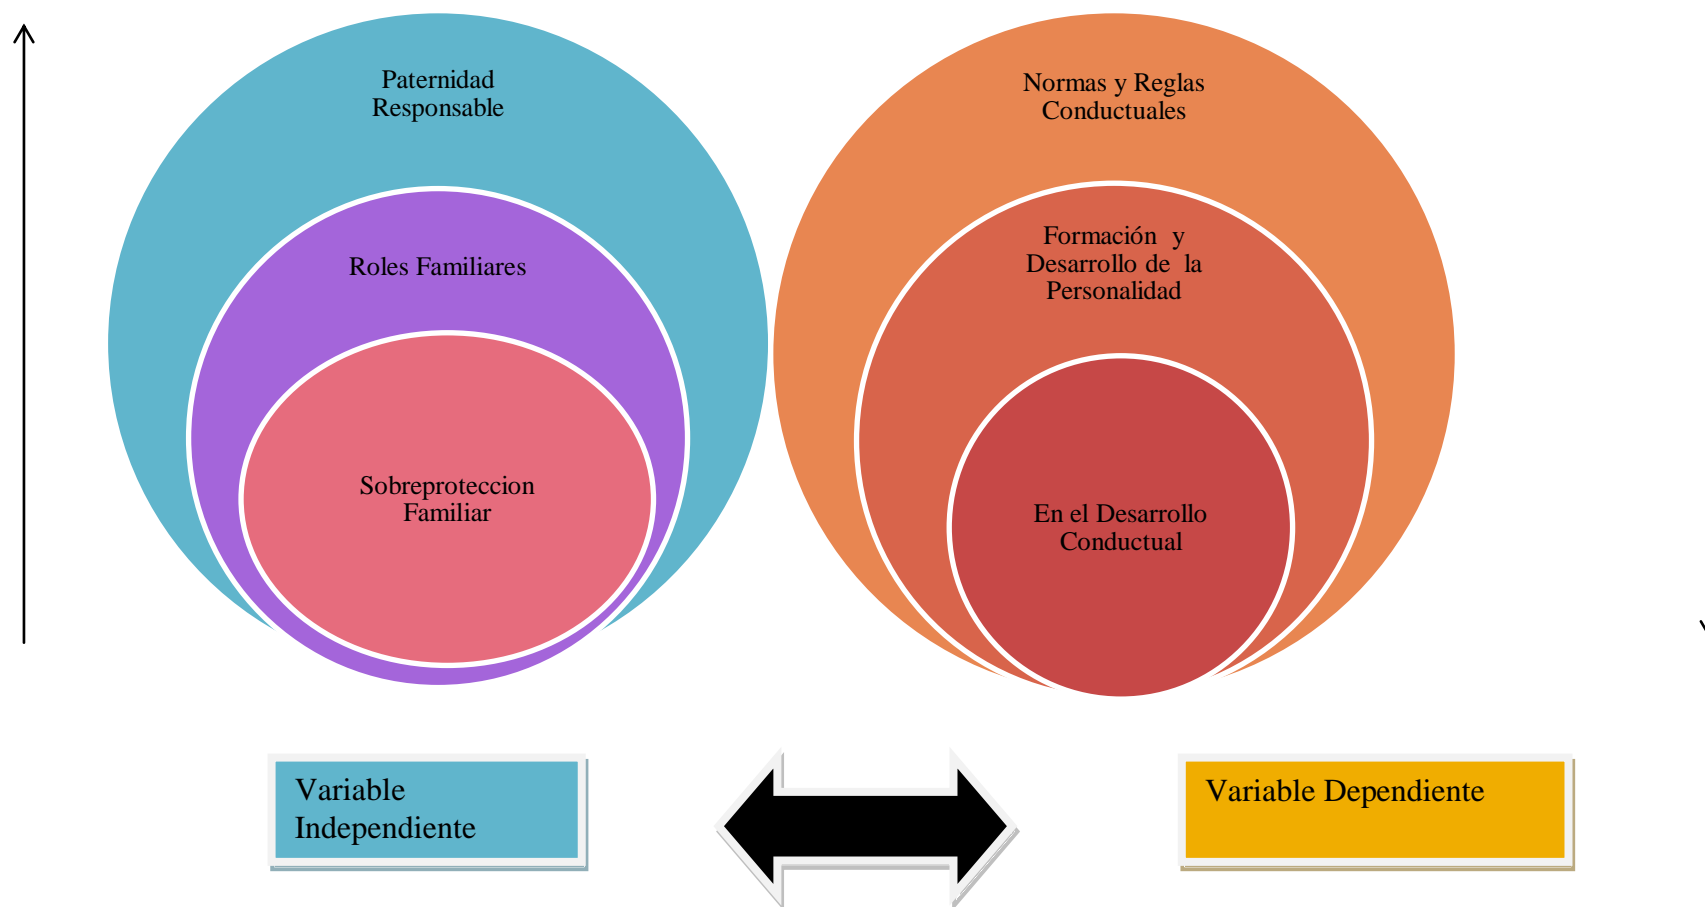 Paternidad
Responsable
Roles Familiares
Sobreproteccion
Familiar
Normas y Reglas
Conductuales
Formación y
Desarrollo de la
Personalidad
En el Desarrollo
Conductual
Variable
Independiente
Variable Dependiente